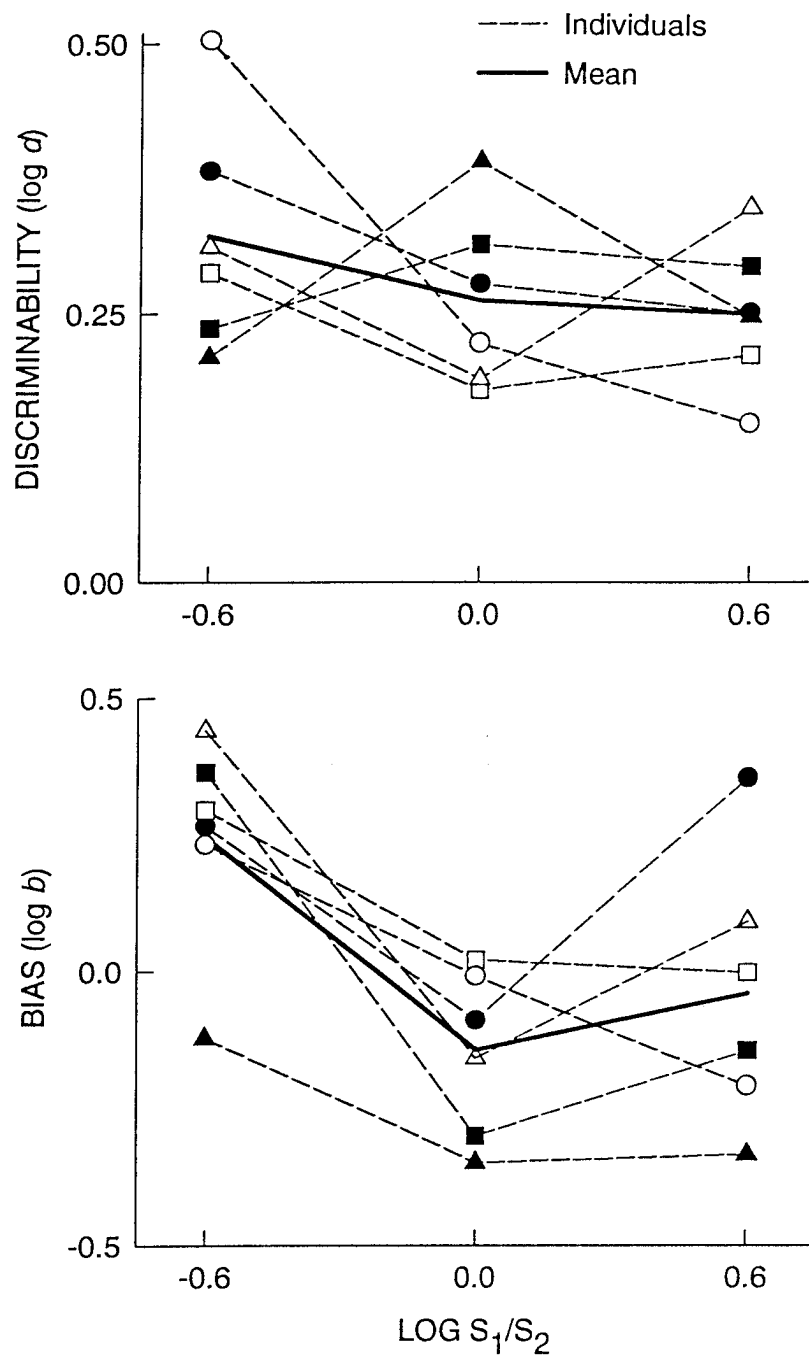 Individuals
Mean
DISCRIMINABILITY (log d)
0.50
0.25
0.00
-0.6 0.0 0.6
BIAS (log b)
0.5
0.0
-0.5
-0.6 0.0 0.6
LOG S₁/S₂